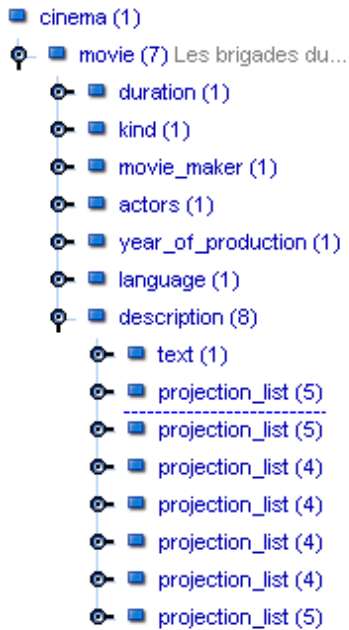 cinema (1)
movie (7) Les brigades du...
duration (1)
kind (1)
movie_maker (1)
actors (1)
year_of_production (1)
language (1)
description (8)
text (1)
projection_list (5)
projection_list (5)
projection_list (4)
projection_list (4)
projection_list (4)
projection_list (4)
projection_list (5)